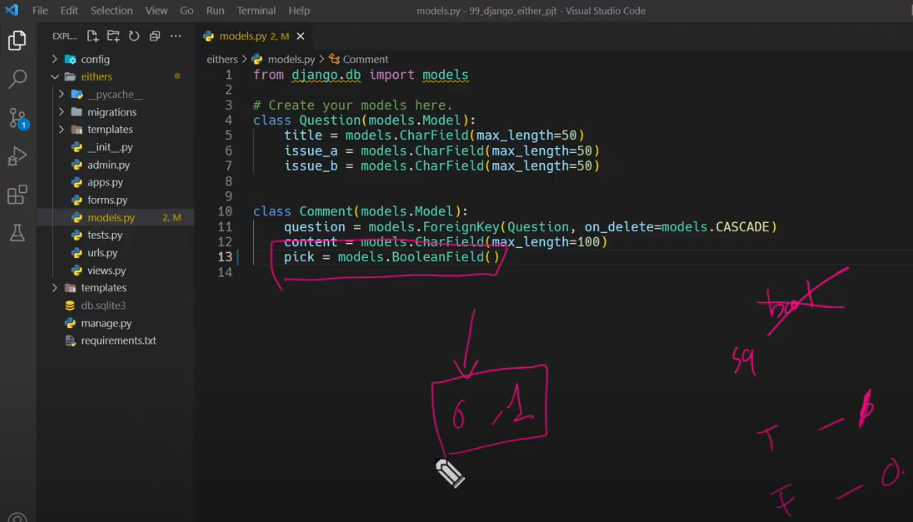 File Edit Selection View Go Run Terminal Help
models.py - 99_django_either_pjt - Visual Studio Code
EXPL...
models.py 2, M
eithers > models.py > Comment
config
eithers
__pycache__
migrations
templates
__init__.py
admin.py
apps.py
forms.py
models.py 2, M
tests.py
urls.py
views.py
templates
db.sqlite3
manage.py
requirements.txt
1
1 from django.db import models
2
3 # Create your models here.
4 class Question(models.Model):
5 title = models.CharField(max_length=50)
6 issue_a = models.CharField(max_length=50)
7 issue_b = models.CharField(max_length=50)
8
9
10 class Comment(models.Model):
11 question = models.ForeignKey(Question, on_delete=models.CASCADE)
12 content = models.CharField(max_length=100)
13 pick = models.BooleanField()
14
0 , 1
sq
T -
F - 0